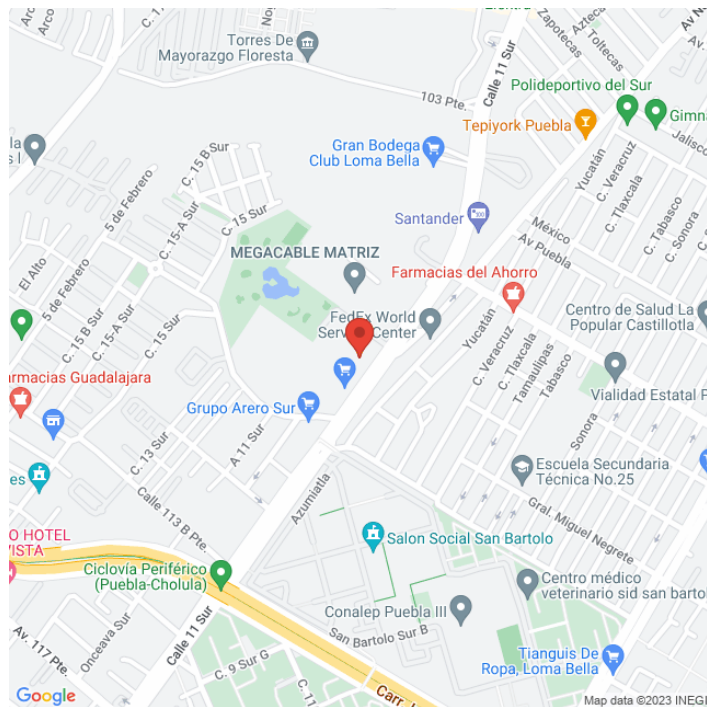 Torres De
Mayorazgo Floresta
103 Pte.
Calle 11 Sur
Zapotecas
Toltecas
Polideportivo del Sur
Tepiyork Puebla
Jalisco
Gran Bodega
Club Loma Bella
Yucatán
C. Veracruz
C. Tlaxcala
C. Tabasco
C. Sonora
C. 15 B Sur
5 de Febrero
C. 15-A Sur
C. 15 Sur
Santander
México
Av Puebla
El Alto
MEGACABLE MATRIZ
Farmacias del Ahorro
5 de Febrero
C. 15 B Sur
C. 15-A Sur
C. 15 Sur
FedEx World
Service Center
Centro de Salud La
Popular Castillotla
Yucatán
C. Veracruz
C. Tlaxcala
Tamaulipas
Tabasco
Farmacias Guadalajara
Vialidad Estatal P
Grupo Arero Sur
Sonora
C. 13 Sur
A 11 Sur
Escuela Secundaria
Técnica No.25
Calle 113 B Pte.
Azumiatla
Gral. Miguel Negrete
Salon Social San Bartolo
O HOTEL
VISTA
Ciclovía Periférico
(Puebla-Cholula)
Centro médico
veterinario sid san bartol
Conalep Puebla III
San Bartolo Sur B
Av. 117 Pte.
Onceava Sur
Calle 11 Sur
C. 9 Sur G
Tianguis De
Ropa, Loma Bella
Google
Map data ©2023 INEGI